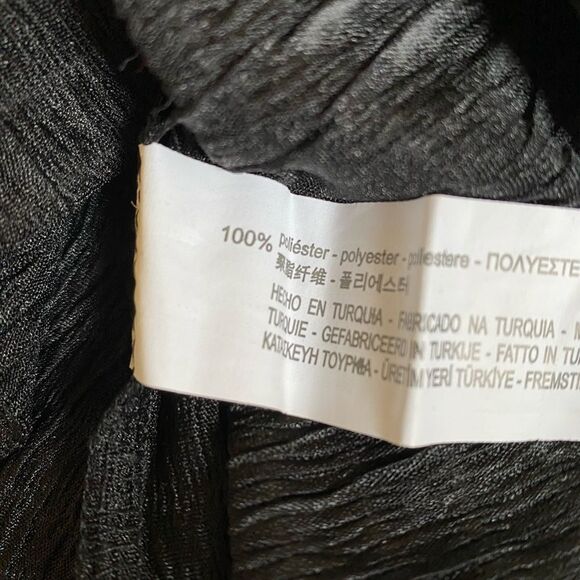 100% poliéster - polyester - poliestere - ΠΟΛΥΕΣΤΕ
聚酯纤维 - 폴리에스터
HECHO EN TURQUIA - FABRICADO NA TURQUIA - M
TURQUIE - GEFABRICEERD IN TURKIJE - FATTO IN TU
ΚΑΤΑΣΚΕΥΗ ΤΟΥΡΚΙΑ - ÜRETİM YERİ TÜRKİYE - FREMSTI